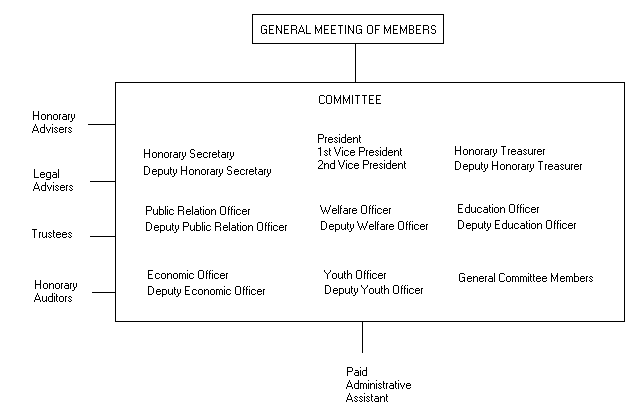 GENERAL MEETING OF MEMBERS
COMMITTEE
Honorary
Advisers
Legal
Advisers
Trustees
Honorary
Auditors
Honorary Secretary
Deputy Honorary Secretary
President
1st Vice President
2nd Vice President
Honorary Treasurer
Deputy Honorary Treasurer
Public Relation Officer
Deputy Public Relation Officer
Welfare Officer
Deputy Welfare Officer
Education Officer
Deputy Education Officer
Economic Officer
Deputy Economic Officer
Youth Officer
Deputy Youth Officer
General Committee Members
Paid
Administrative
Assistant